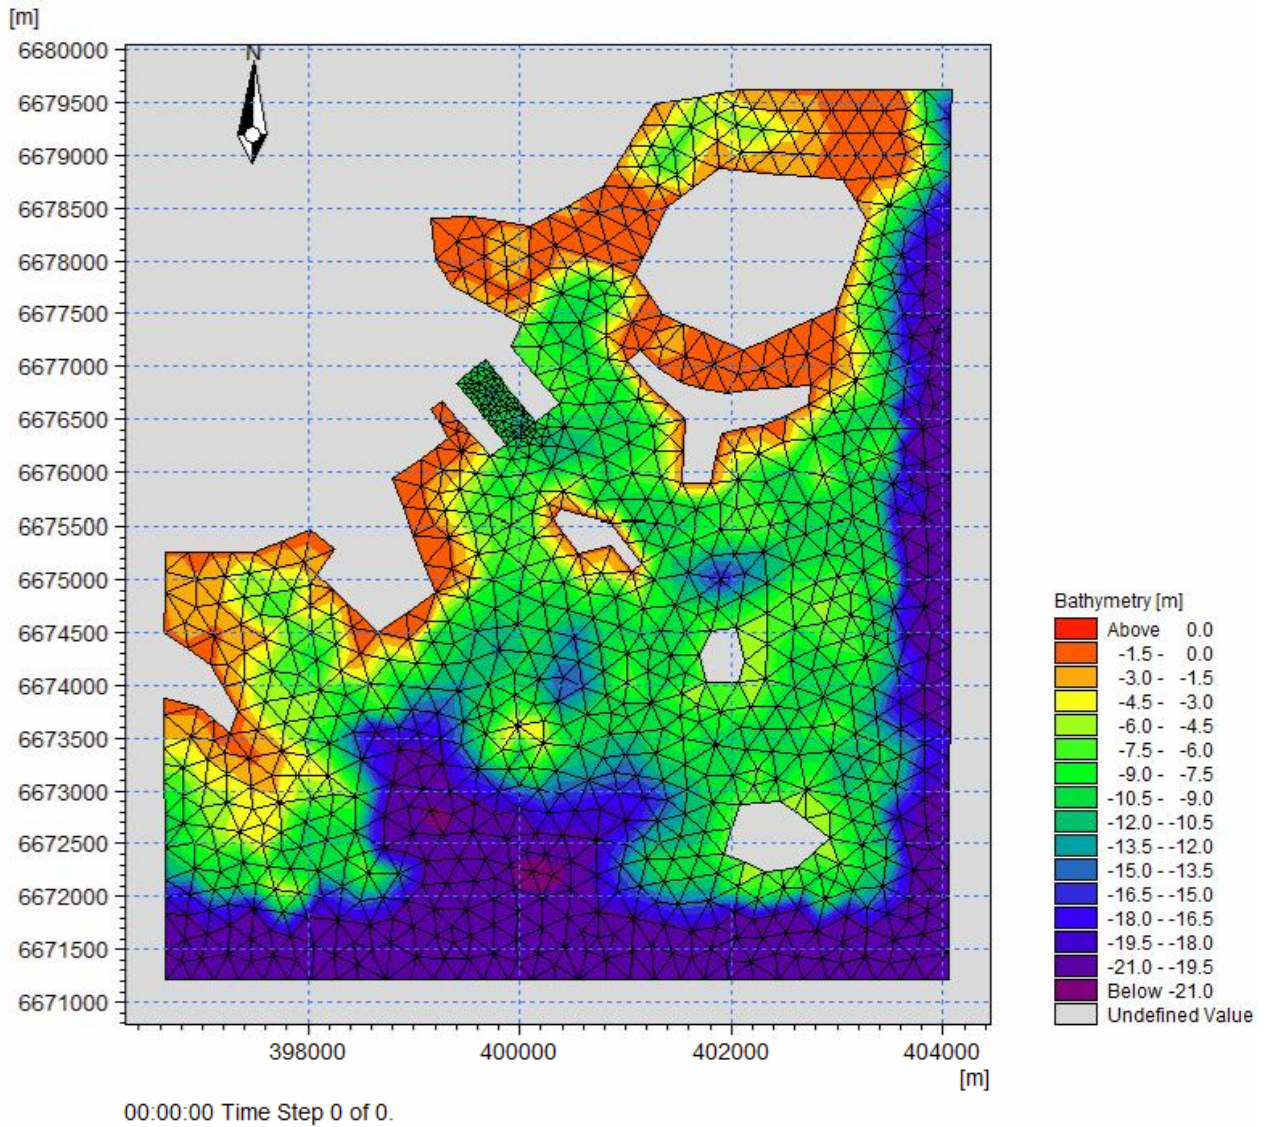 [m]
6680000
N
6679500
6679000
6678500
6678000
6677500
6677000
6676500
6676000
6675500
6675000
6674500
6674000
6673500
6673000
6672500
6672000
6671500
6671000
398000 400000 402000 404000
[m]
00:00:00 Time Step 0 of 0.
Bathymetry [m]
Above 0.0
-1.5 - 0.0
-3.0 - -1.5
-4.5 - -3.0
-6.0 - -4.5
-7.5 - -6.0
-9.0 - -7.5
-10.5 - -9.0
-12.0 - -10.5
-13.5 - -12.0
-15.0 - -13.5
-16.5 - -15.0
-18.0 - -16.5
-19.5 - -18.0
-21.0 - -19.5
Below -21.0
Undefined Value